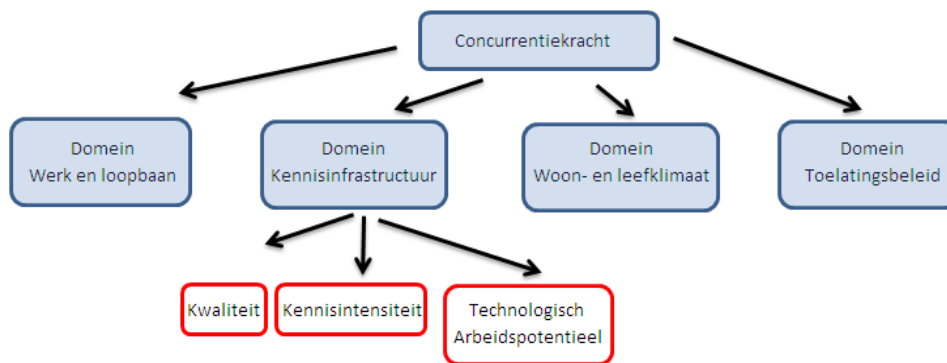 Concurrentiekracht
Domein
Werk en loopbaan
Domein
Kennisinfrastructuur
Domein
Woon- en leefklimaat
Domein
Toelatingsbeleid
Kwaliteit
Kennisintensiteit
Technologisch
Arbeidspotentieel